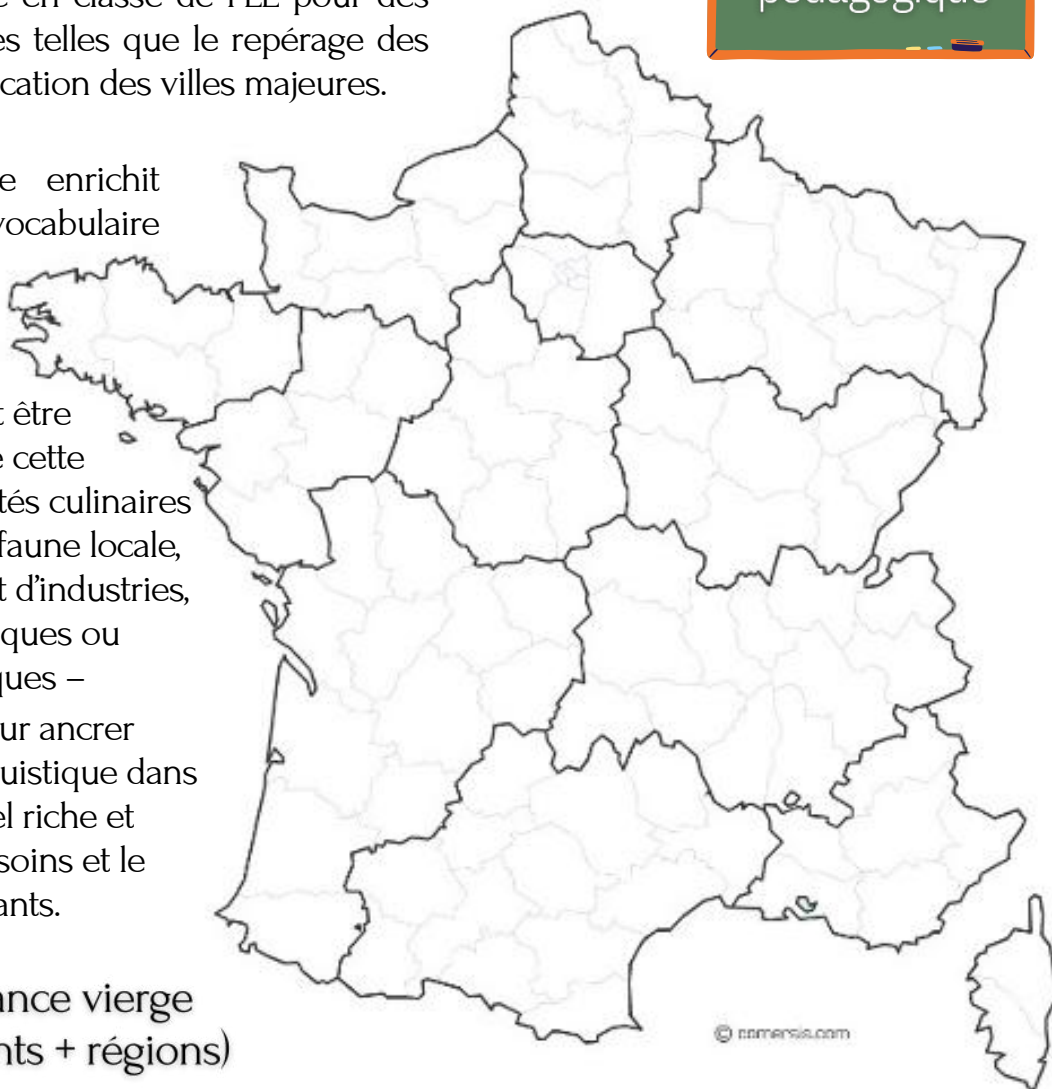 pédagogique
e en classe de FLE pour des
es telles que le repérage des
cation des villes majeures.
e enrichit
vocabulaire
t être
e cette
tés culinaires
faune locale,
t d'industries,
ques ou
ques –
ur ancrer
uistique dans
el riche et
soins et le
ants.
ance vierge
nts + régions)
© comersis.com